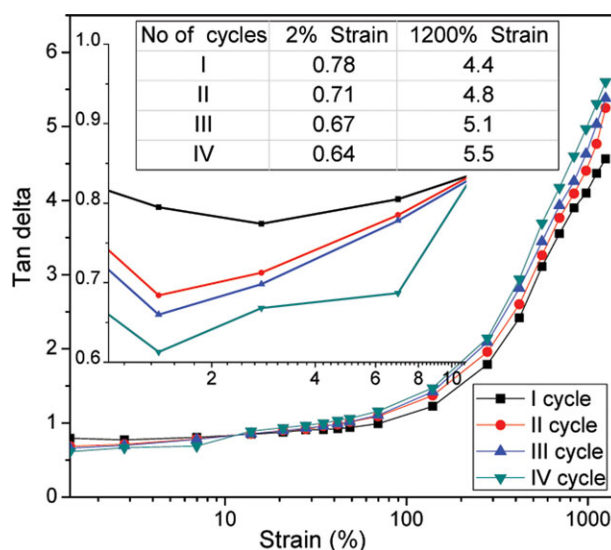 No of cycles 2% Strain 1200% Strain
I 0.78 4.4
II 0.71 4.8
III 0.67 5.1
IV 0.64 5.5
1.0
0.9
0.8
0.7
0.6
2 4 6 8 10
6
5
4
3
2
1
0
Tan delta
10 100 1000
Strain (%)
I cycle
II cycle
III cycle
IV cycle